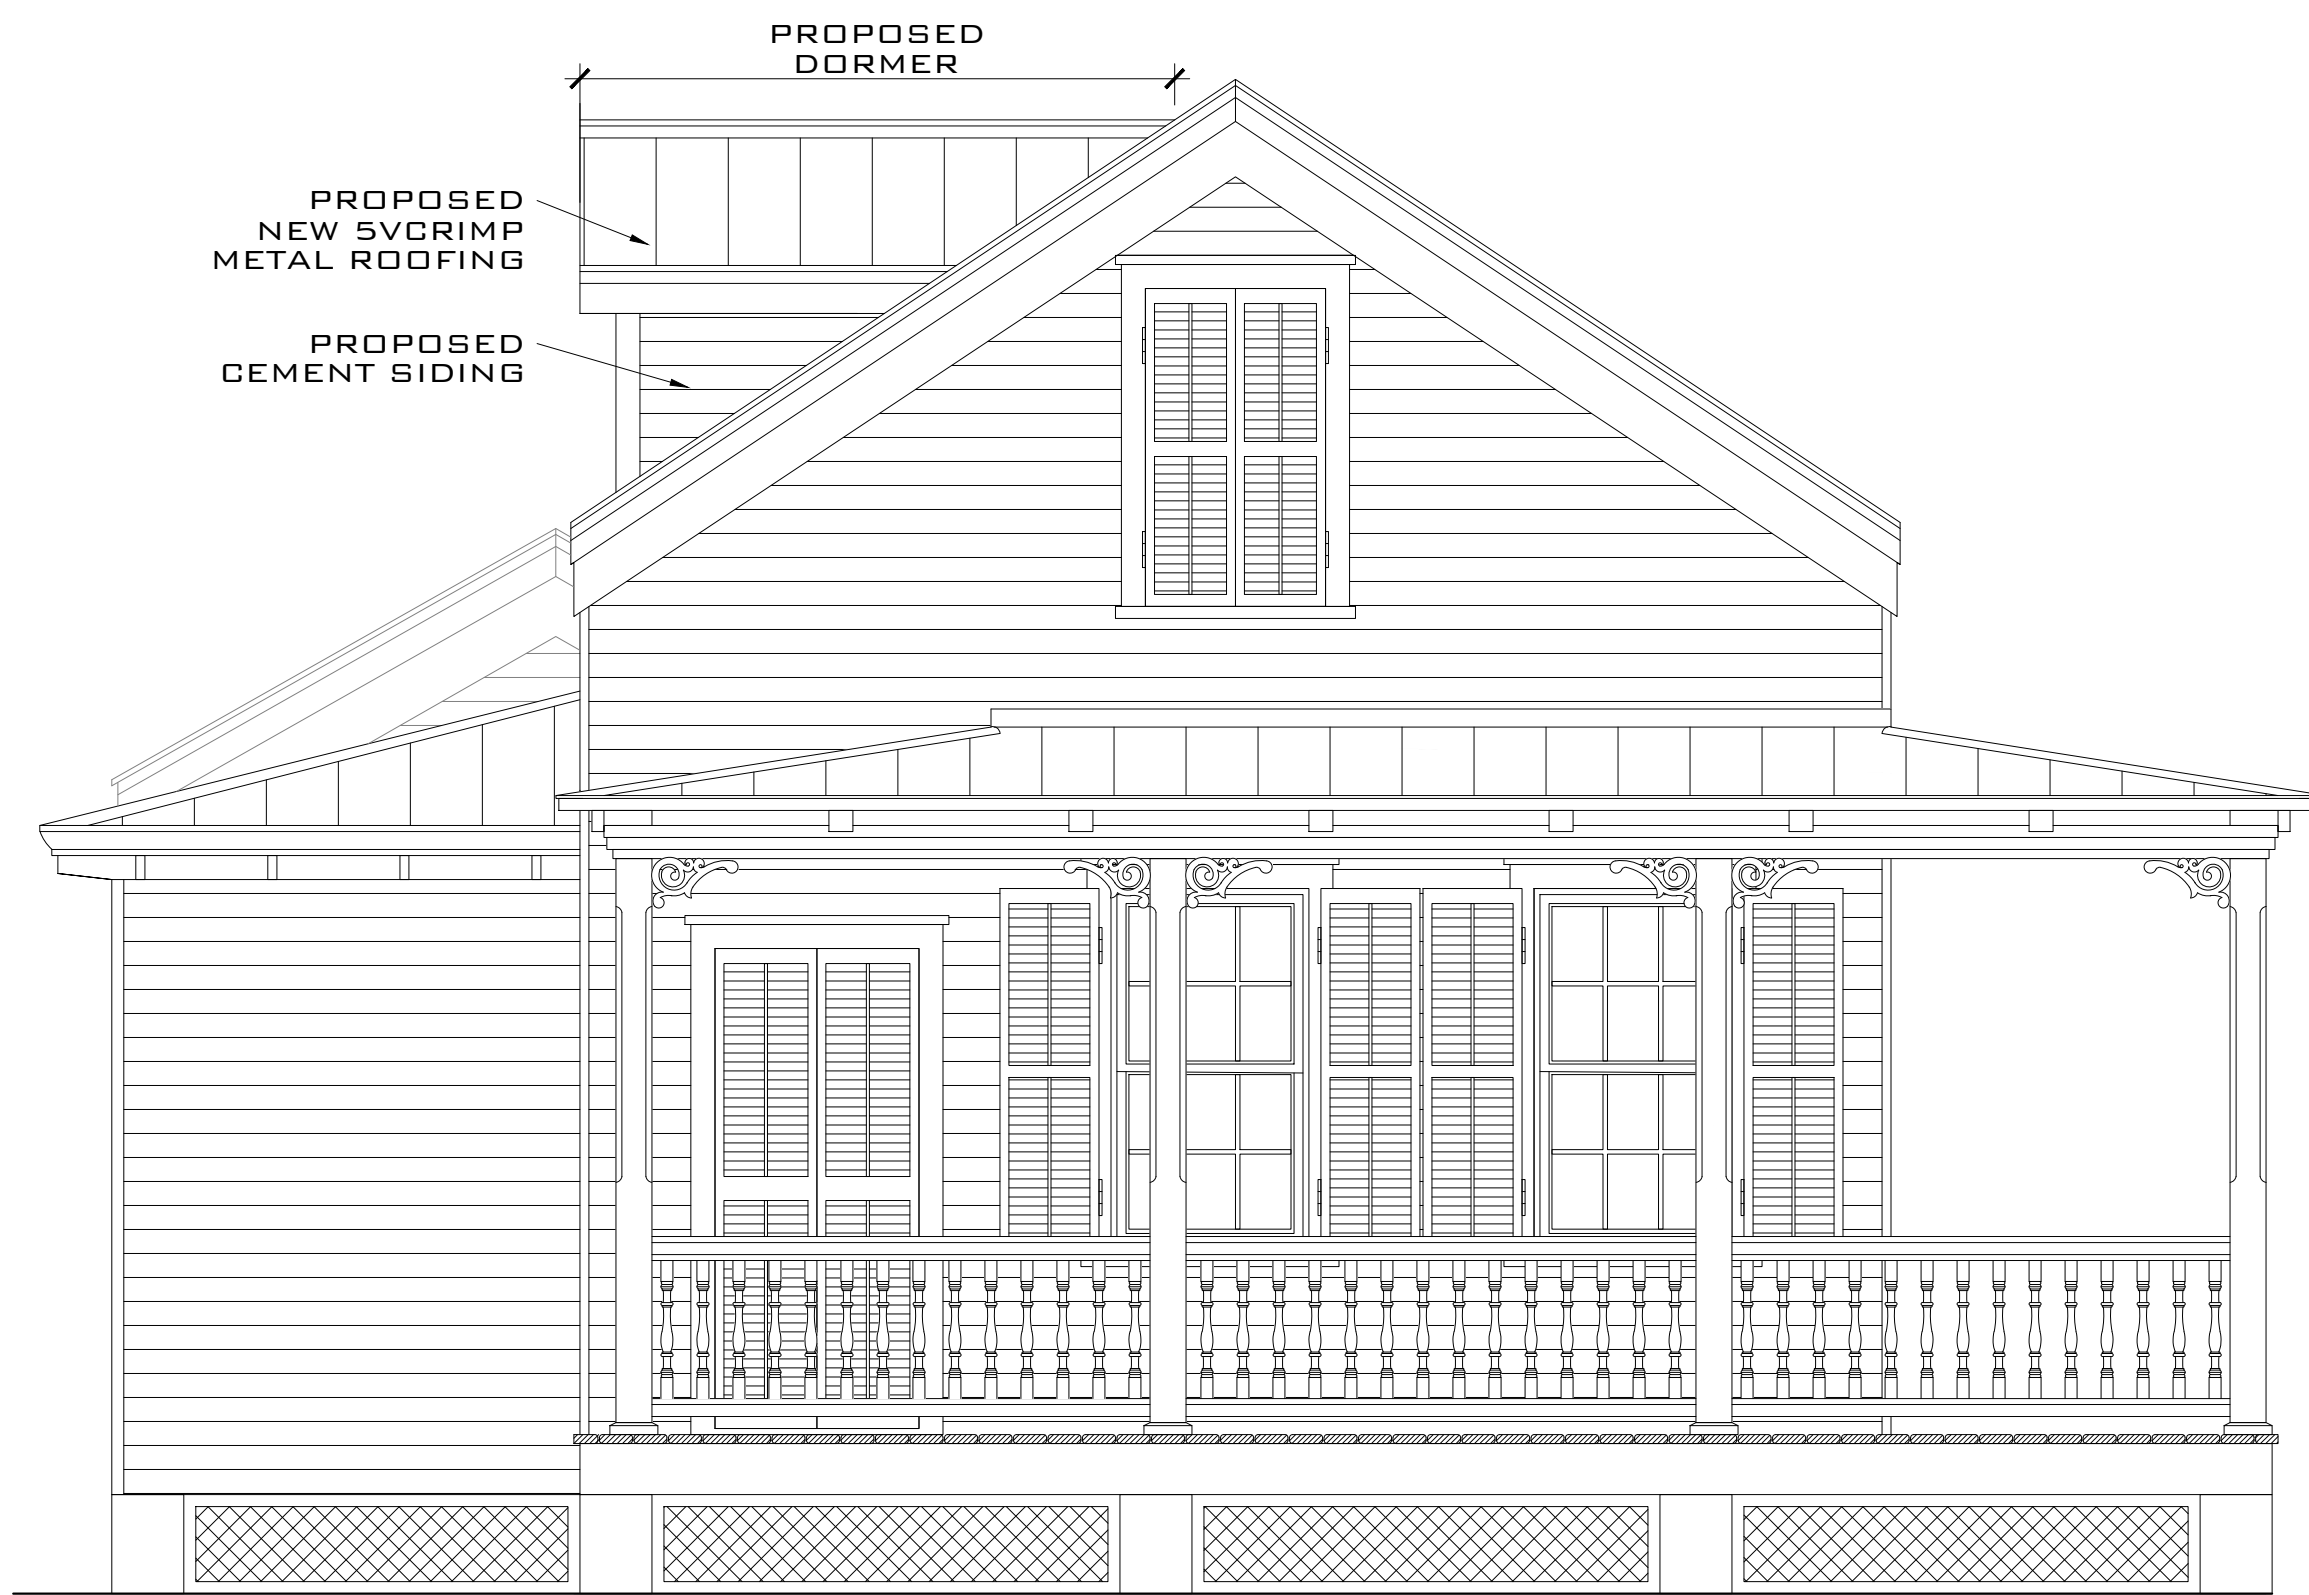 PROPOSED
DORMER
PROPOSED
NEW 5VCRIMP
METAL ROOFING
PROPOSED
CEMENT SIDING